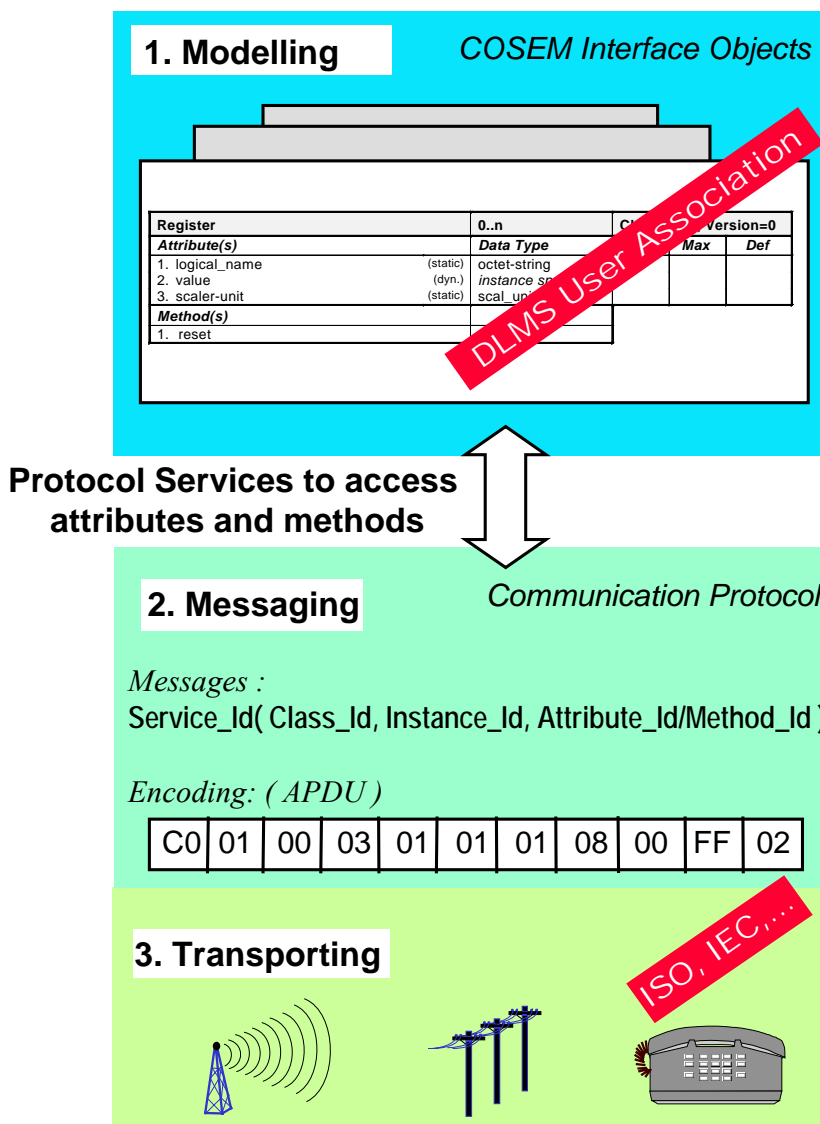 1. Modelling
COSEM Interface Objects
DLMS User Association
Register 0..n Version=0
Attribute(s) Data Type Max Def
1. logical_name (static) octet-string
2. value (dyn.) instance
3. scaler-unit (static)
Method(s)
1. reset
Protocol Services to access
attributes and methods
2. Messaging
Communication Protocol
Messages :
Service_Id( Class_Id, Instance_Id, Attribute_Id/Method_Id )
Encoding: ( APDU )
C0 01 00 03 01 01 01 08 00 FF 02
3. Transporting
ISO, IEC,...